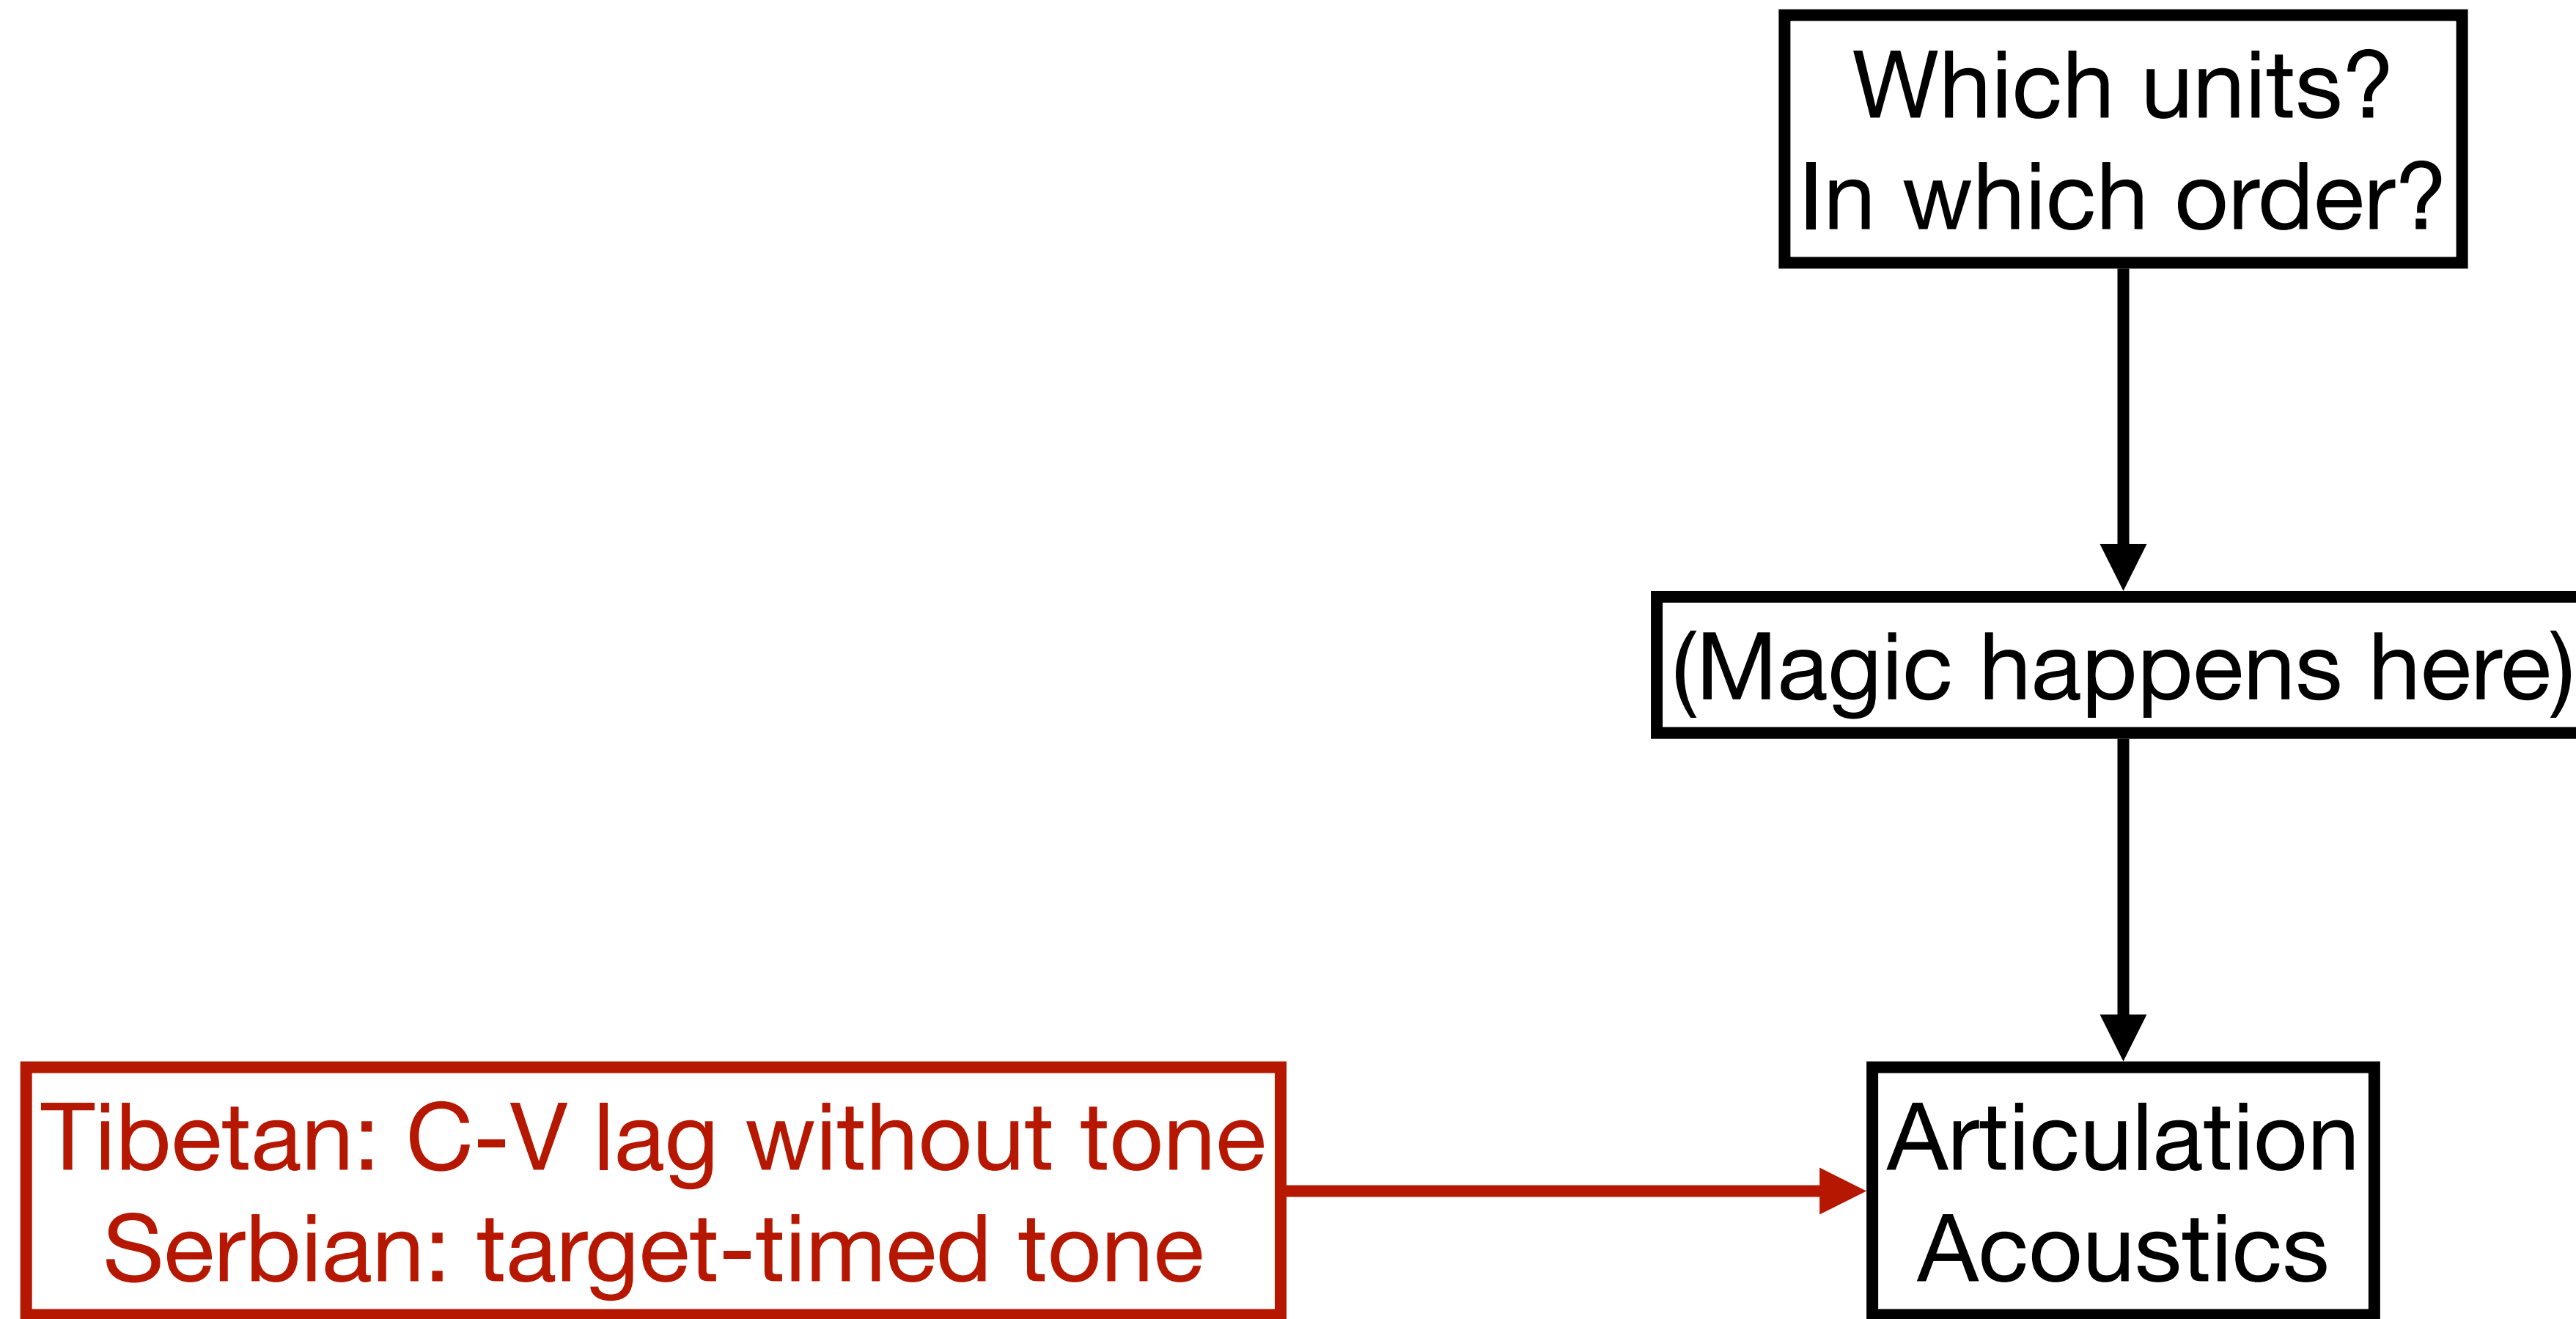 Which units?
In which order?
(Magic happens here)
Tibetan: C-V lag without tone
Serbian: target-timed tone
Articulation
Acoustics